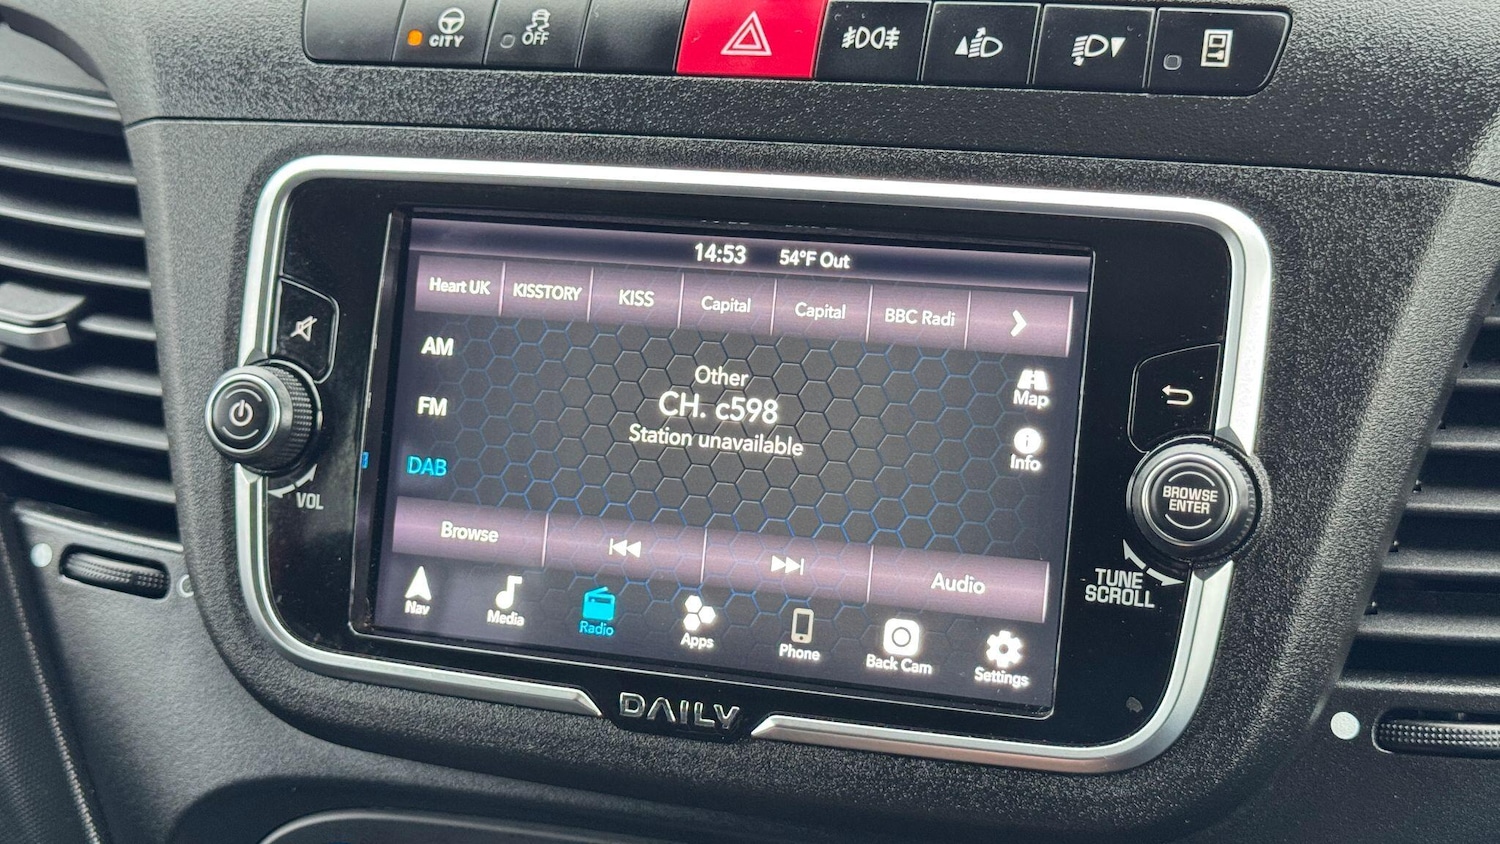 CITY
OFF
14:53 54°F Out
Heart UK KISSTORY KISS Capital Capital BBC Radi
AM
FM
DAB
Other
CH. c598
Station unavailable
Map
Info
Browse Audio
Nav Media Radio Apps Phone Back Cam Settings
VOL
BROWSE
ENTER
TUNE
SCROLL
DAILY